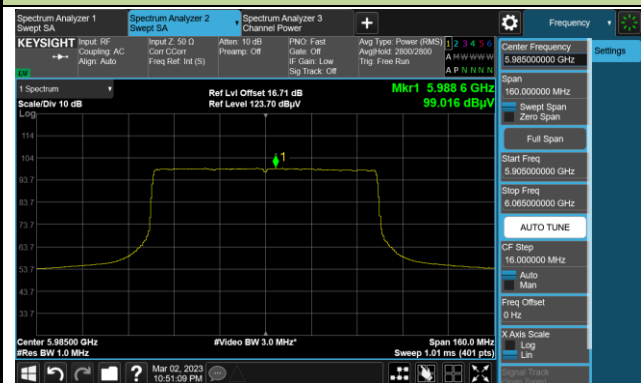 Spectrum Analyzer 1
Swept SA
Spectrum Analyzer 2
Swept SA
Spectrum Analyzer 3
Channel Power
Frequency
KEYSIGHT
Input: RF
Coupling: AC
Align: Auto
Input Z: 50 Ω
Corr CCorr
Freq Ref: Int (S)
Atten: 10 dB
Preamp: Off
PNO: Fast
Gate: Off
IF Gain: Low
Sig Track: Off
Avg Type: Power (RMS)
Avg|Hold: 2800/2800
Trig: Free Run
1 2 3 4 5 6
A W W W W W
A P N N N N
1 Spectrum
Scale/Div 10 dB
Log
Ref Lvl Offset 16.71 dB
Ref Level 123.70 dBµV
Mkr1 5.988 6 GHz
99.016 dBµV
114
104
93.7
83.7
73.7
63.7
53.7
43.7
33.7
1
Center 5.98500 GHz
#Res BW 1.0 MHz
#Video BW 3.0 MHz*
Span 160.0 MHz
Sweep 1.01 ms (401 pts)
Mar 02, 2023
10:51:09 PM
Center Frequency
5.985000000 GHz
Settings
Span
160.000000 MHz
Swept Span
Zero Span
Full Span
Start Freq
5.905000000 GHz
Stop Freq
6.065000000 GHz
AUTO TUNE
CF Step
16.000000 MHz
Auto
Man
Freq Offset
0 Hz
X Axis Scale
Log
Lin
Signal Track